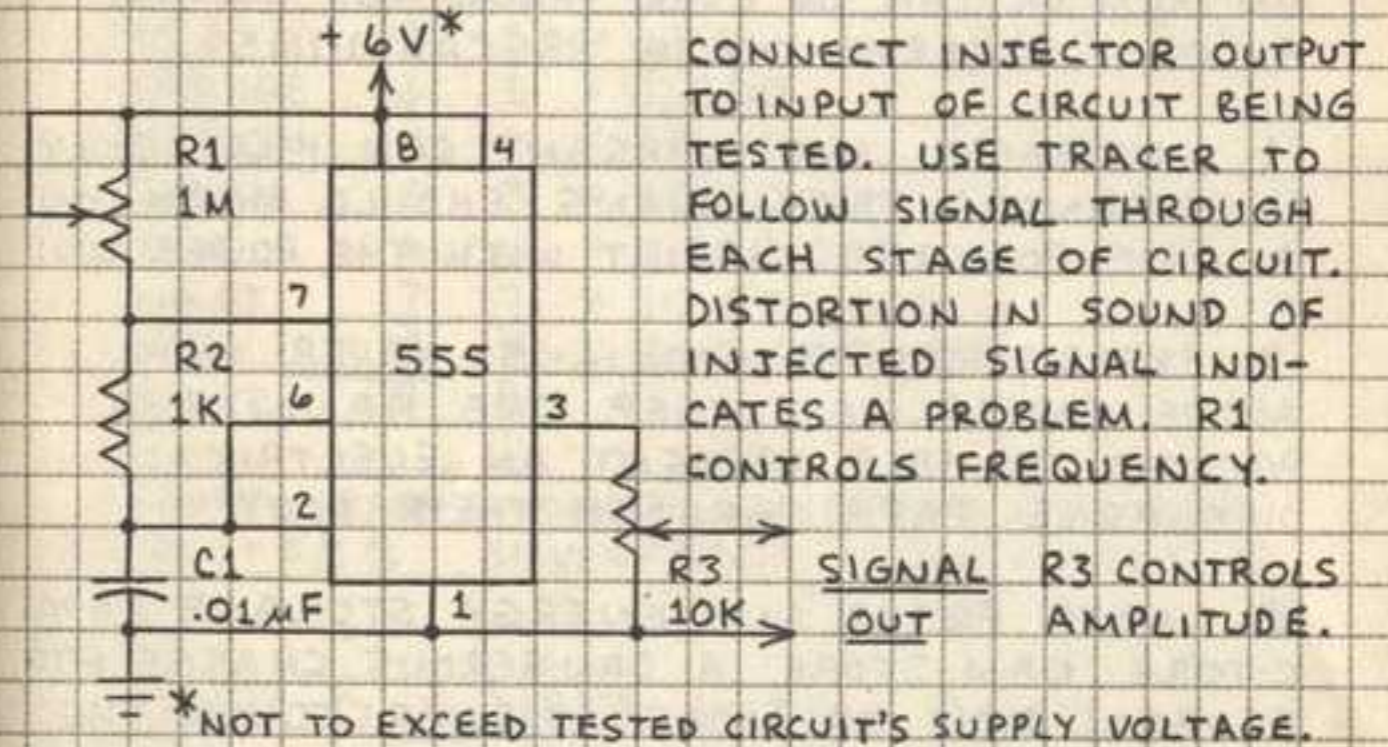 +6V*
CONNECT INJECTOR OUTPUT
TO INPUT OF CIRCUIT BEING
TESTED. USE TRACER TO
FOLLOW SIGNAL THROUGH
EACH STAGE OF CIRCUIT.
DISTORTION IN SOUND OF
INJECTED SIGNAL INDI-
CATES A PROBLEM. R1
CONTROLS FREQUENCY.
R1
1M
8
4
7
R2
1K
6
555
3
2
C1
.01µF
1
R3
10K
SIGNAL
OUT
R3 CONTROLS
AMPLITUDE.
*NOT TO EXCEED TESTED CIRCUIT'S SUPPLY VOLTAGE.